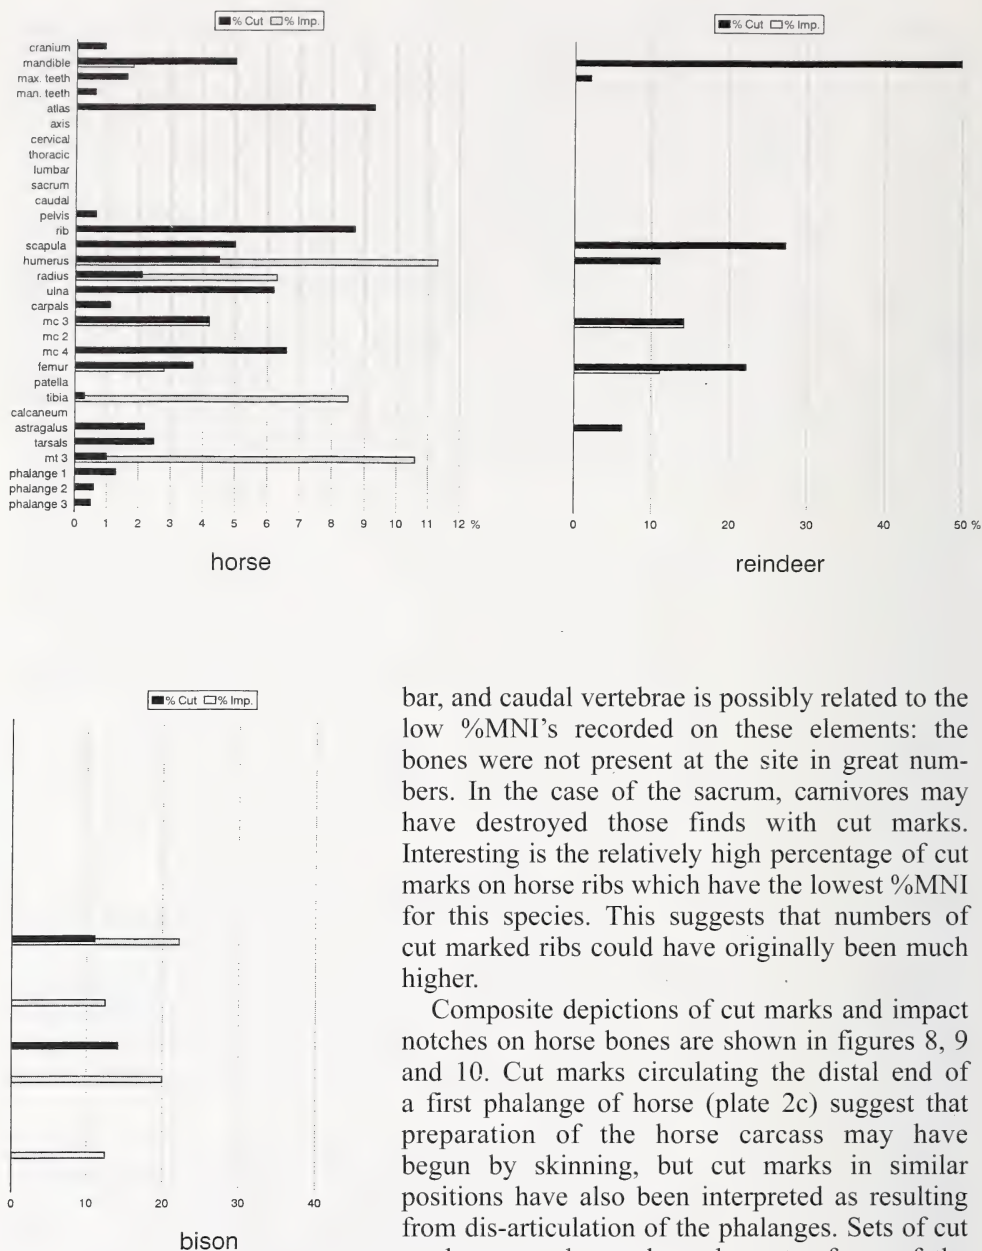 % Cut % Imp.
cranium
mandible
max. teeth
man. teeth
atlas
axis
cervical
thoracic
lumbar
sacrum
caudal
pelvis
rib
scapula
humerus
radius
ulna
carpals
mc 3
mc 2
mc 4
femur
patella
tibia
calcaneum
astragalus
tarsals
mt 3
phalange 1
phalange 2
phalange 3
0 1 2 3 4 5 6 7 8 9 10 11 12 %
horse
% Cut % Imp.
0 10 20 30 40 50 %
reindeer
% Cut % Imp.
0 10 20 30 40
bison
bar, and caudal vertebrae is possibly related to the
low %MNI's recorded on these elements: the
bones were not present at the site in great num-
bers. In the case of the sacrum, carnivores may
have destroyed those finds with cut marks.
Interesting is the relatively high percentage of cut
marks on horse ribs which have the lowest %MNI
for this species. This suggests that numbers of
cut marked ribs could have originally been much
higher.
Composite depictions of cut marks and impact
notches on horse bones are shown in figures 8, 9
and 10. Cut marks circulating the distal end of
a first phalange of horse (plate 2c) suggest that
preparation of the horse carcass may have
begun by skinning, but cut marks in similar
positions have also been interpreted as resulting
from dis-articulation of the phalanges. Sets of cut